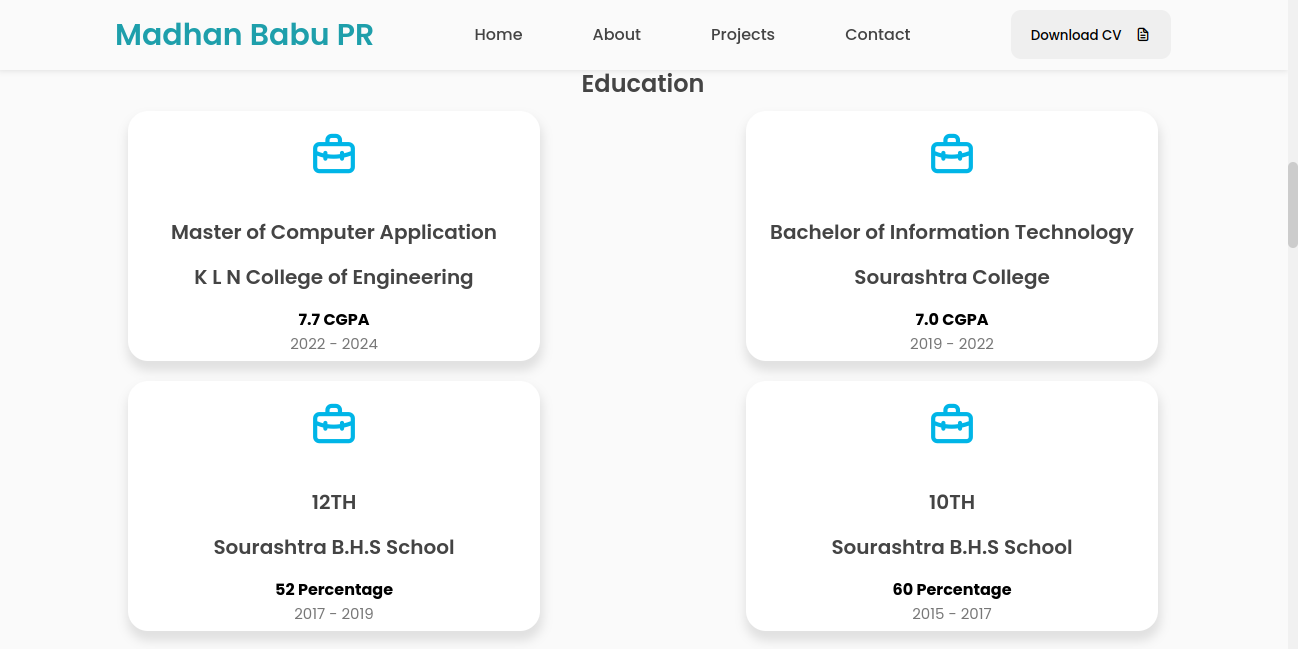 Madhan Babu PR
Home
About
Projects
Contact
Download CV
Education
Master of Computer Application
K L N College of Engineering
7.7 CGPA
2022 - 2024
Bachelor of Information Technology
Sourashtra College
7.0 CGPA
2019 - 2022
12TH
Sourashtra B.H.S School
52 Percentage
2017 - 2019
10TH
Sourashtra B.H.S School
60 Percentage
2015 - 2017